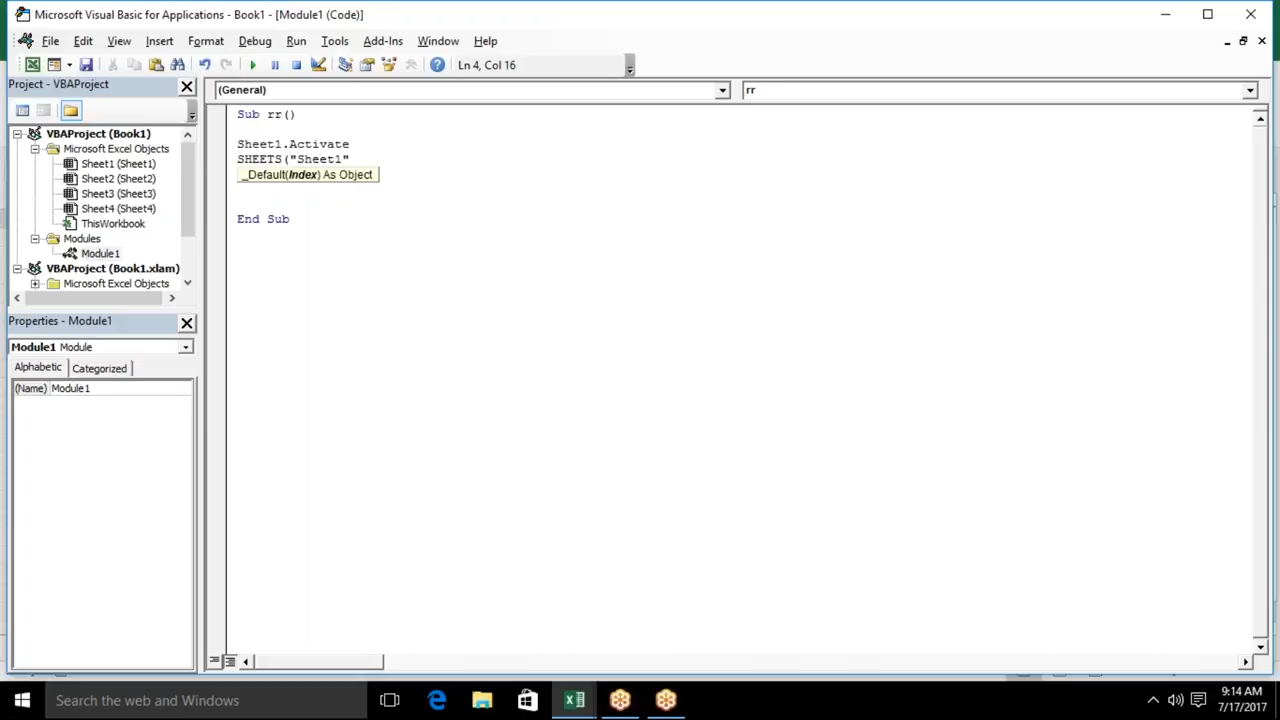 Microsoft Visual Basic for Applications - Book1 - [Module1 (Code)]
File Edit View Insert Format Debug Run Tools Add-Ins Window Help
Ln 4, Col 16
Project - VBAProject
(General)
rr
VBAProject (Book1)
Microsoft Excel Objects
Sheet1 (Sheet1)
Sheet2 (Sheet2)
Sheet3 (Sheet3)
Sheet4 (Sheet4)
ThisWorkbook
Modules
Module1
VBAProject (Book1.xlam)
Microsoft Excel Objects
Sub rr()
Sheet1.Activate
SHEETS("Sheet1"
_Default(Index) As Object
End Sub
Properties - Module1
Module1 Module
Alphabetic Categorized
(Name) Module1
Search the web and Windows
9:14 AM
7/17/2017